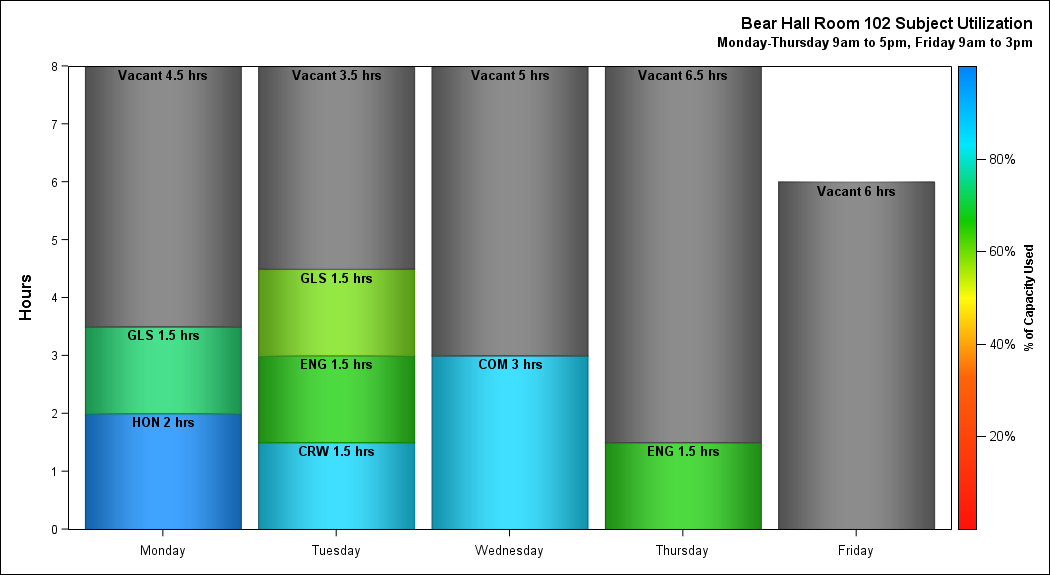 Bear Hall Room 102 Subject Utilization
Monday-Thursday 9am to 5pm, Friday 9am to 3pm
Hours
8
7
6
5
4
3
2
1
0
Vacant 4.5 hrs
GLS 1.5 hrs
HON 2 hrs
Vacant 3.5 hrs
GLS 1.5 hrs
ENG 1.5 hrs
CRW 1.5 hrs
Vacant 5 hrs
COM 3 hrs
Vacant 6.5 hrs
ENG 1.5 hrs
Vacant 6 hrs
Monday Tuesday Wednesday Thursday Friday
80%
60%
40%
20%
% of Capacity Used